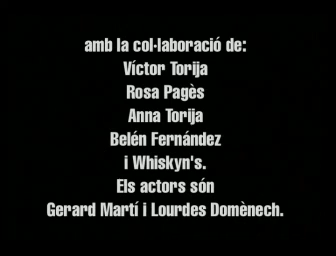 amb la col·laboració de:
Víctor Torija
Rosa Pagès
Anna Torija
Belén Fernández
i Whiskyn's.
Els actors són
Gerard Martí i Lourdes Domènech.